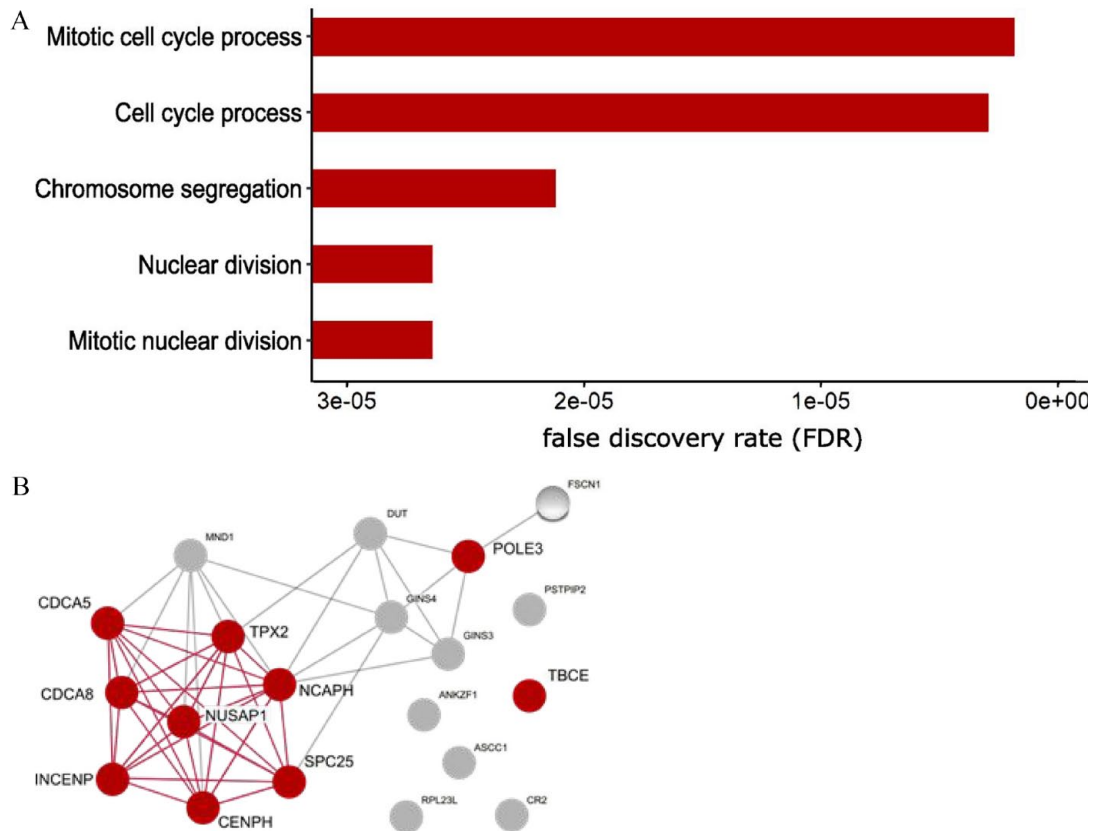 A
Mitotic cell cycle process
Cell cycle process
Chromosome segregation
Nuclear division
Mitotic nuclear division
3e-05 2e-05 1e-05 0e+00
false discovery rate (FDR)
B
FSCN1
DUT
MND1
POLE3
PSTPIP2
CDCA5
GINS4
TPX2
GINS3
TBCE
CDCA8
NCAPH
ANKZF1
NUSAP1
ASCC1
SPC25
INCENP
RPL23L
CR2
CENPH